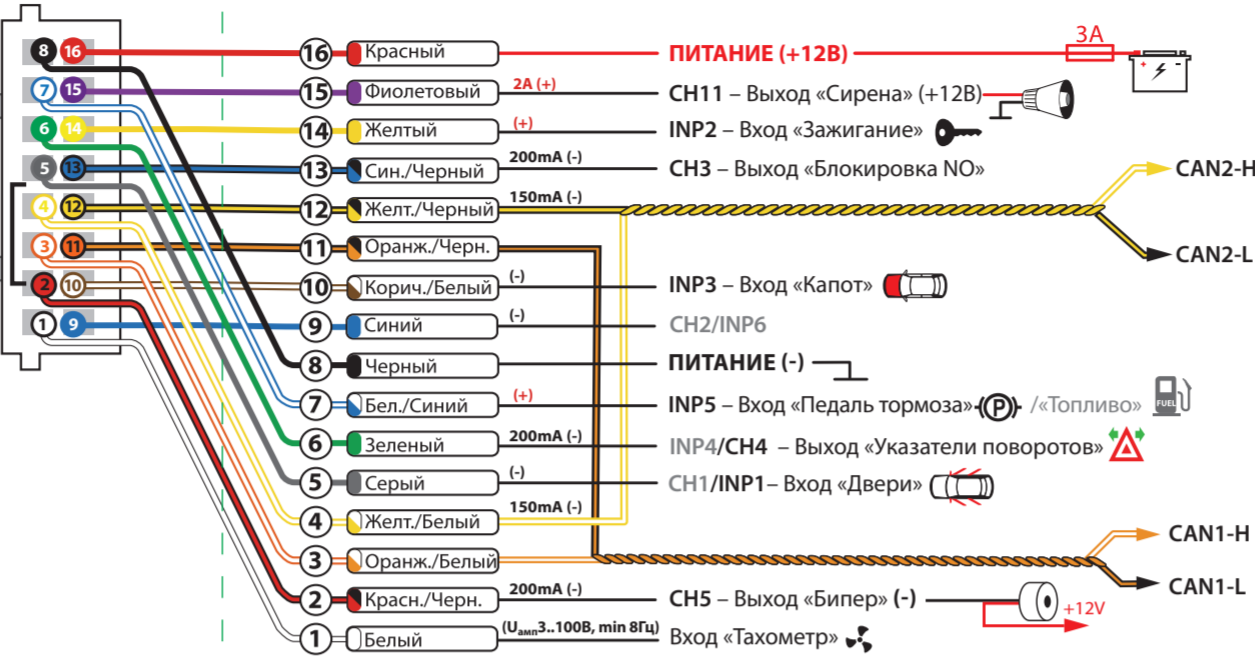 8 16 16 Красный ПИТАНИЕ (+12В) 3А
7 15 15 Фиолетовый 2А (+) CH11 – Выход «Сирена» (+12В)
6 14 14 Желтый (+) INP2 – Вход «Зажигание»
5 13 13 Син./Черный 200mA (-) CH3 – Выход «Блокировка NO»
CAN2-H
4 12 12 Желт./Черный 150mA (-)
3 11 11 Оранж./Черн.
CAN2-L
2 10 10 Корич./Белый (-) INP3 – Вход «Капот»
1 9 9 Синий (-) CH2/INP6
8 Черный ПИТАНИЕ (-)
7 Бел./Синий (+) INP5 – Вход «Педаль тормоза» P /«Топливо» FUEL
6 Зеленый 200mA (-) INP4/CH4 – Выход «Указатели поворотов»
5 Серый (-) CH1/INP1– Вход «Двери»
4 Желт./Белый 150mA (-)
CAN1-H
3 Оранж./Белый
CAN1-L
2 Красн./Черн. 200mA (-) CH5 – Выход «Бипер» (-) +12V
1 Белый (Uамп3..100В, min 8Гц) Вход «Тахометр»